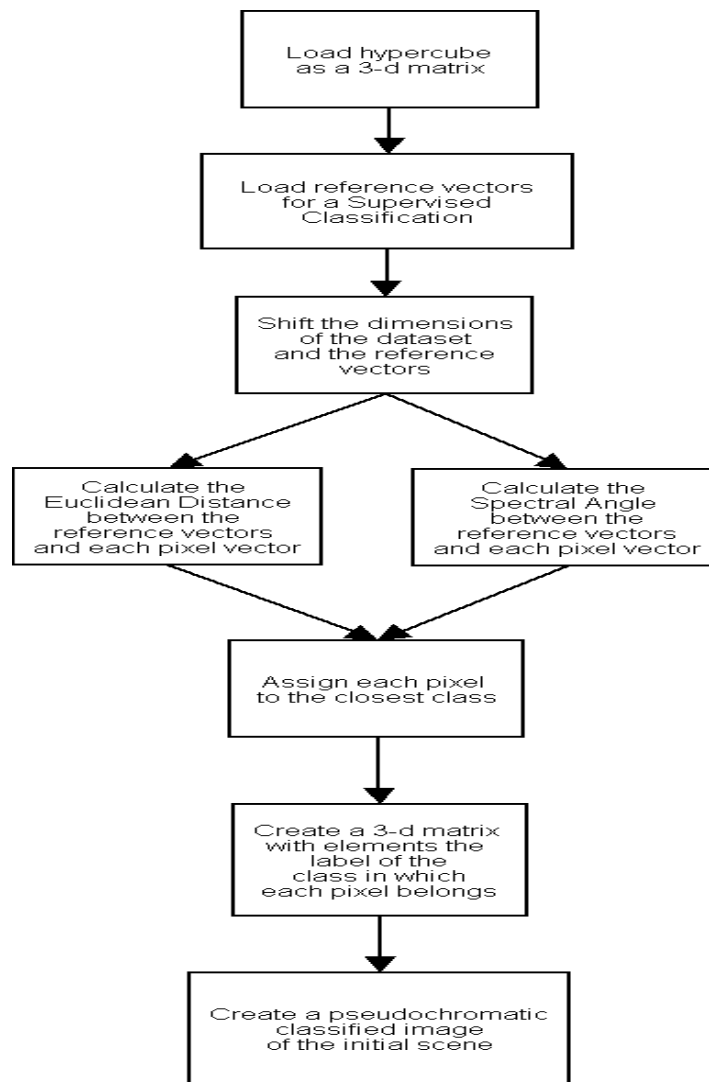 Load hypercube
as a 3-d matrix
Load reference vectors
for a Supervised
Classification
Shift the dimensions
of the dataset
and the reference
vectors
Calculate the
Euclidean Distance
between the
reference vectors
and each pixel vector
Calculate the
Spectral Angle
between the
reference vectors
and each pixel vector
Assign each pixel
to the closest class
Create a 3-d matrix
with elements the
label of the
class in which
each pixel belongs
Create a pseudochromatic
classified image
of the initial scene